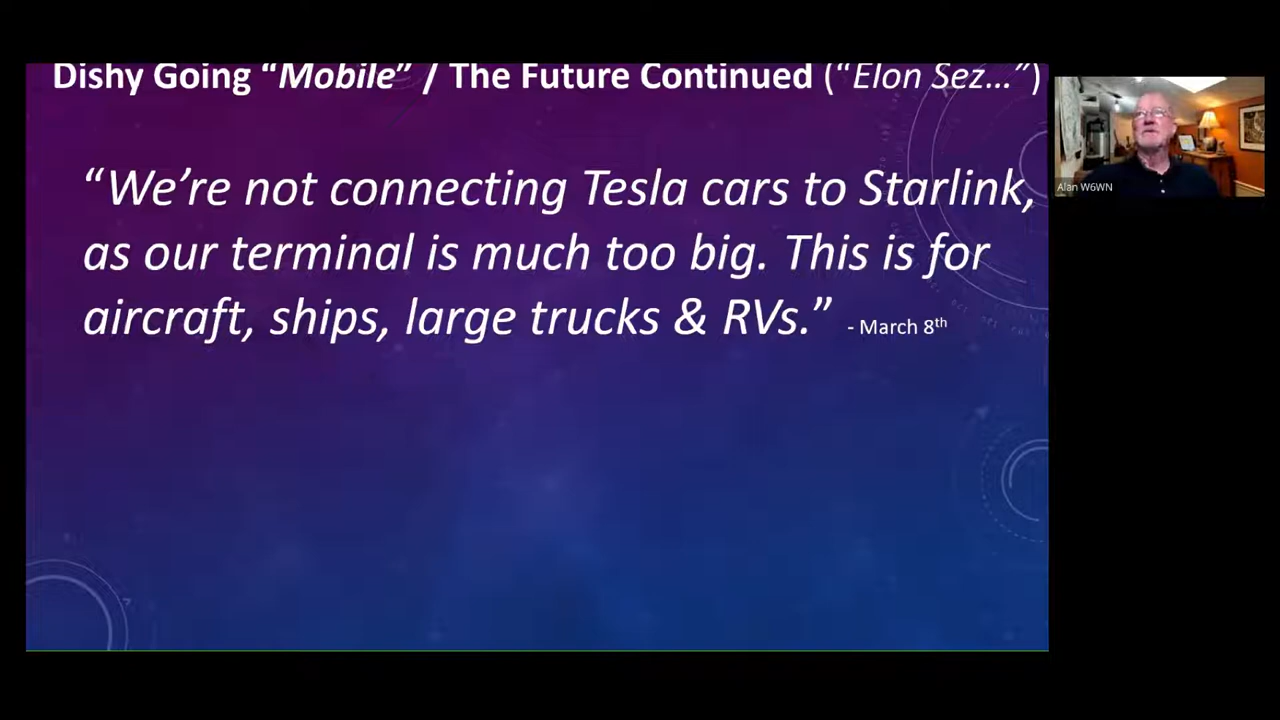 Dishy Going “Mobile” / The Future Continued (“Elon Sez…”)
“We’re not connecting Tesla cars to Starlink,
as our terminal is much too big. This is for
aircraft, ships, large trucks & RVs.” - March 8th
Alan W6WN